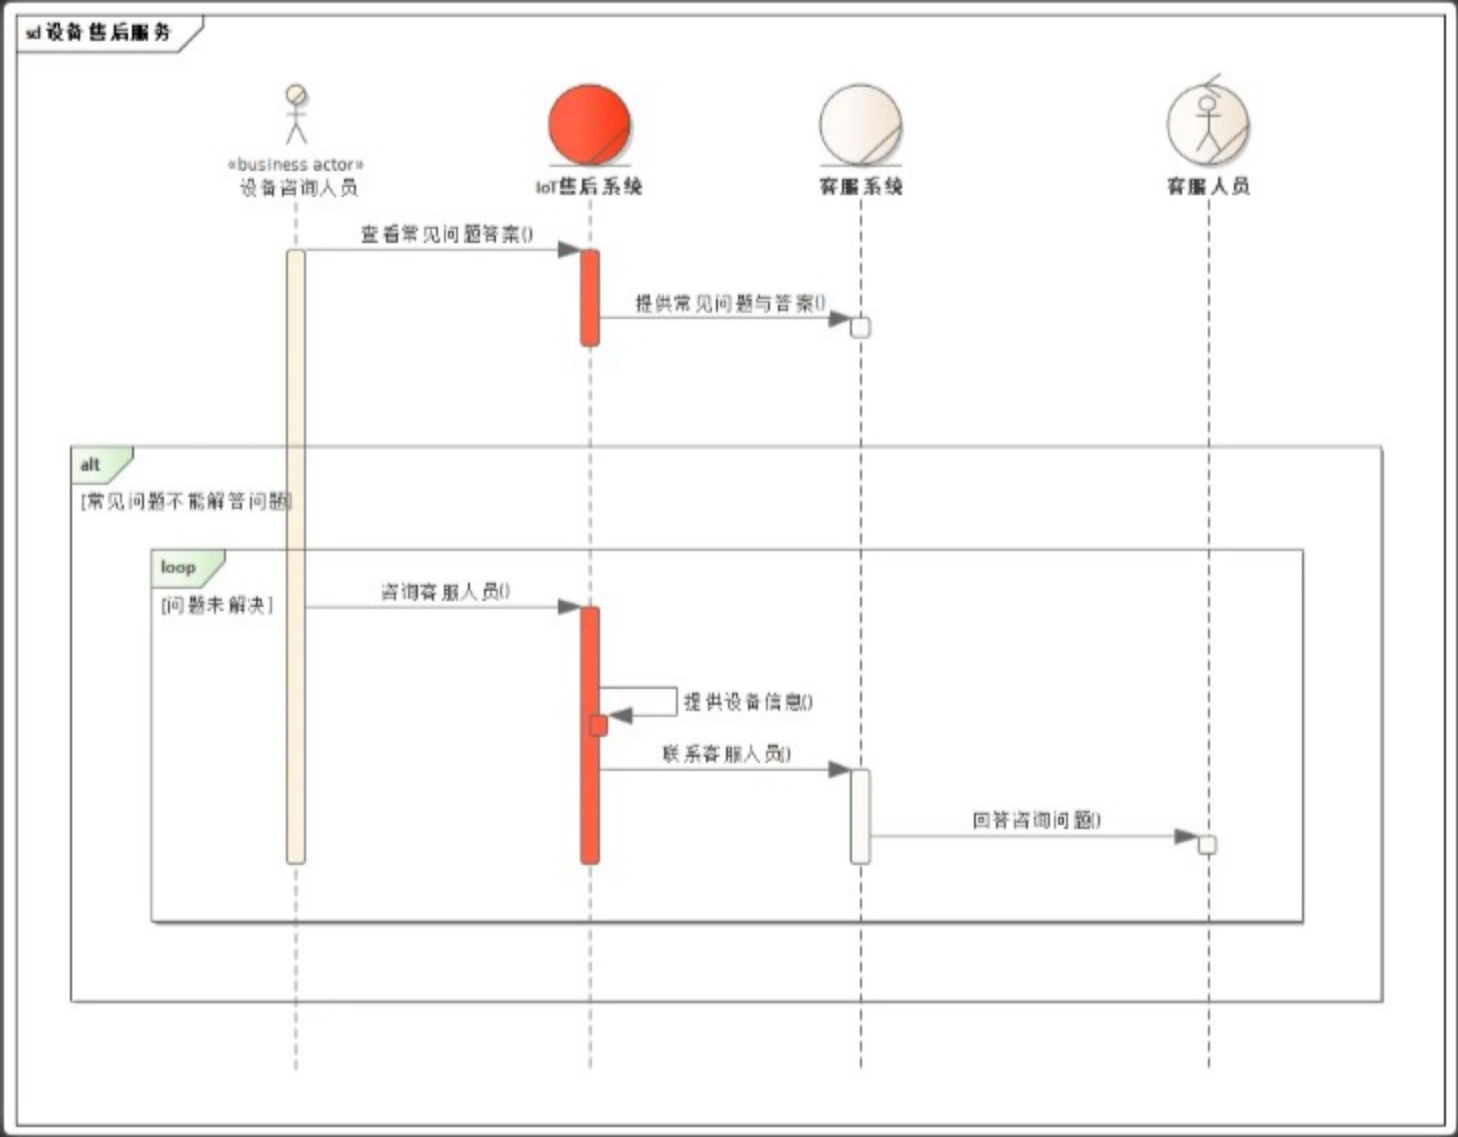 sd 设备售后服务
«business actor»
设备咨询人员
IoT售后系统
客服系统
客服人员
查看常见问题答案()
提供常见问题与答案()
alt
[常见问题不能解答问题]
loop
[问题未解决]
咨询客服人员()
提供设备信息()
联系客服人员()
回答咨询问题()